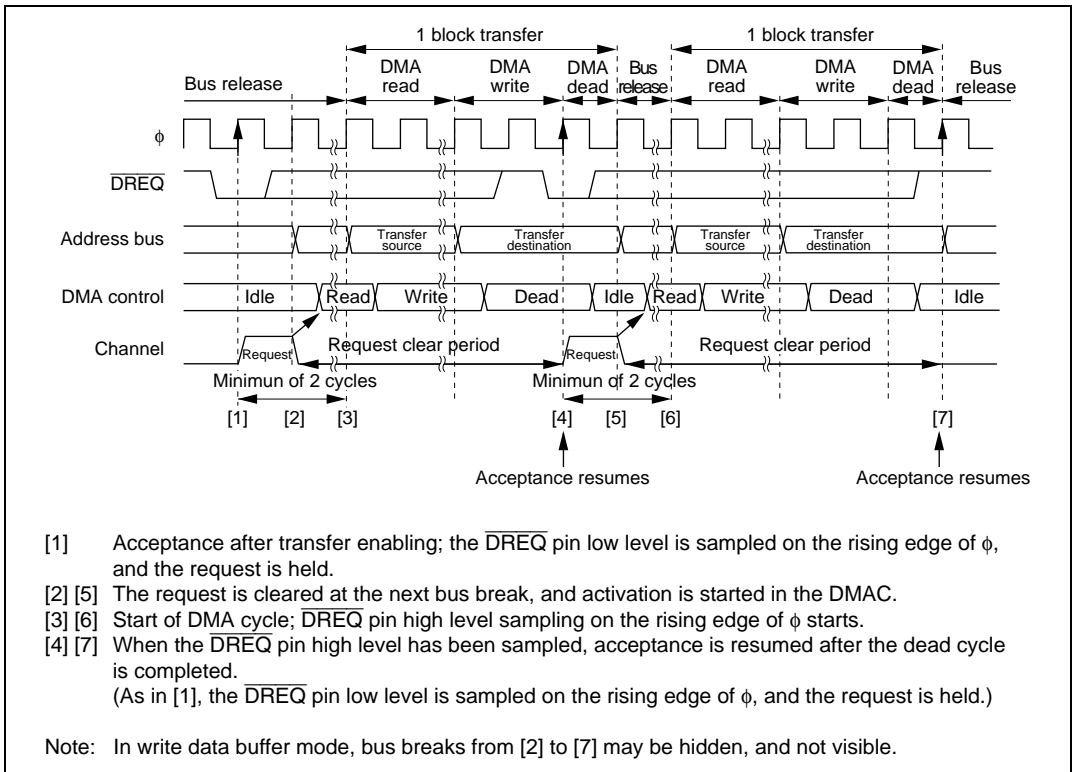 1 block transfer 1 block transfer
Bus release DMA read DMA write DMA dead Bus release DMA read DMA write DMA dead Bus release
φ
DREQ
Address bus Transfer source Transfer destination Transfer source Transfer destination
DMA control Idle Read Write Dead Idle Read Write Dead Idle
Channel Request Request clear period Request Request clear period
Minimun of 2 cycles Minimun of 2 cycles
[1] [2] [3] [4] [5] [6] [7]
Acceptance resumes Acceptance resumes
[1] Acceptance after transfer enabling; the DREQ pin low level is sampled on the rising edge of φ,
and the request is held.
[2] [5] The request is cleared at the next bus break, and activation is started in the DMAC.
[3] [6] Start of DMA cycle; DREQ pin high level sampling on the rising edge of φ starts.
[4] [7] When the DREQ pin high level has been sampled, acceptance is resumed after the dead cycle
is completed.
(As in [1], the DREQ pin low level is sampled on the rising edge of φ, and the request is held.)
Note: In write data buffer mode, bus breaks from [2] to [7] may be hidden, and not visible.